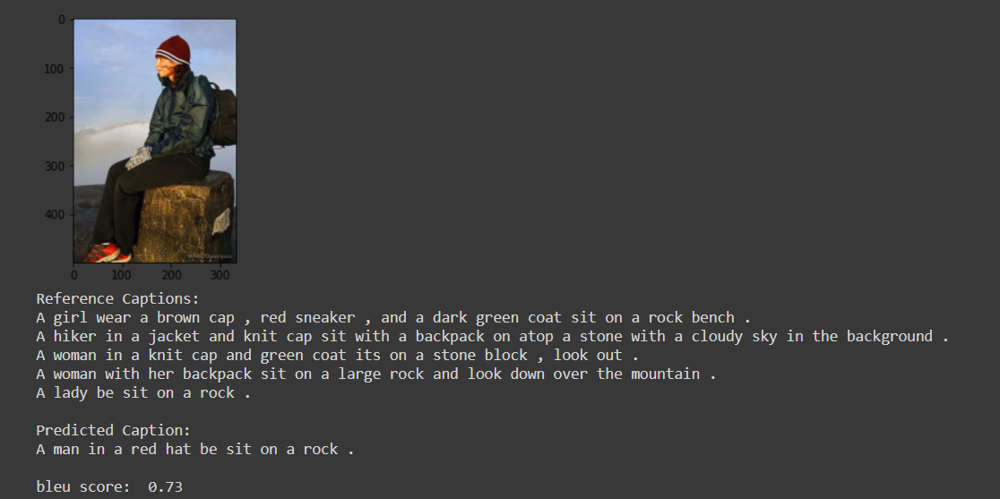 0
100
200
300
400
0 100 200 300
Reference Captions:
A girl wear a brown cap , red sneaker , and a dark green coat sit on a rock bench .
A hiker in a jacket and knit cap sit with a backpack on atop a stone with a cloudy sky in the background .
A woman in a knit cap and green coat its on a stone block , look out .
A woman with her backpack sit on a large rock and look down over the mountain .
A lady be sit on a rock .
Predicted Caption:
A man in a red hat be sit on a rock .
bleu score:  0.73